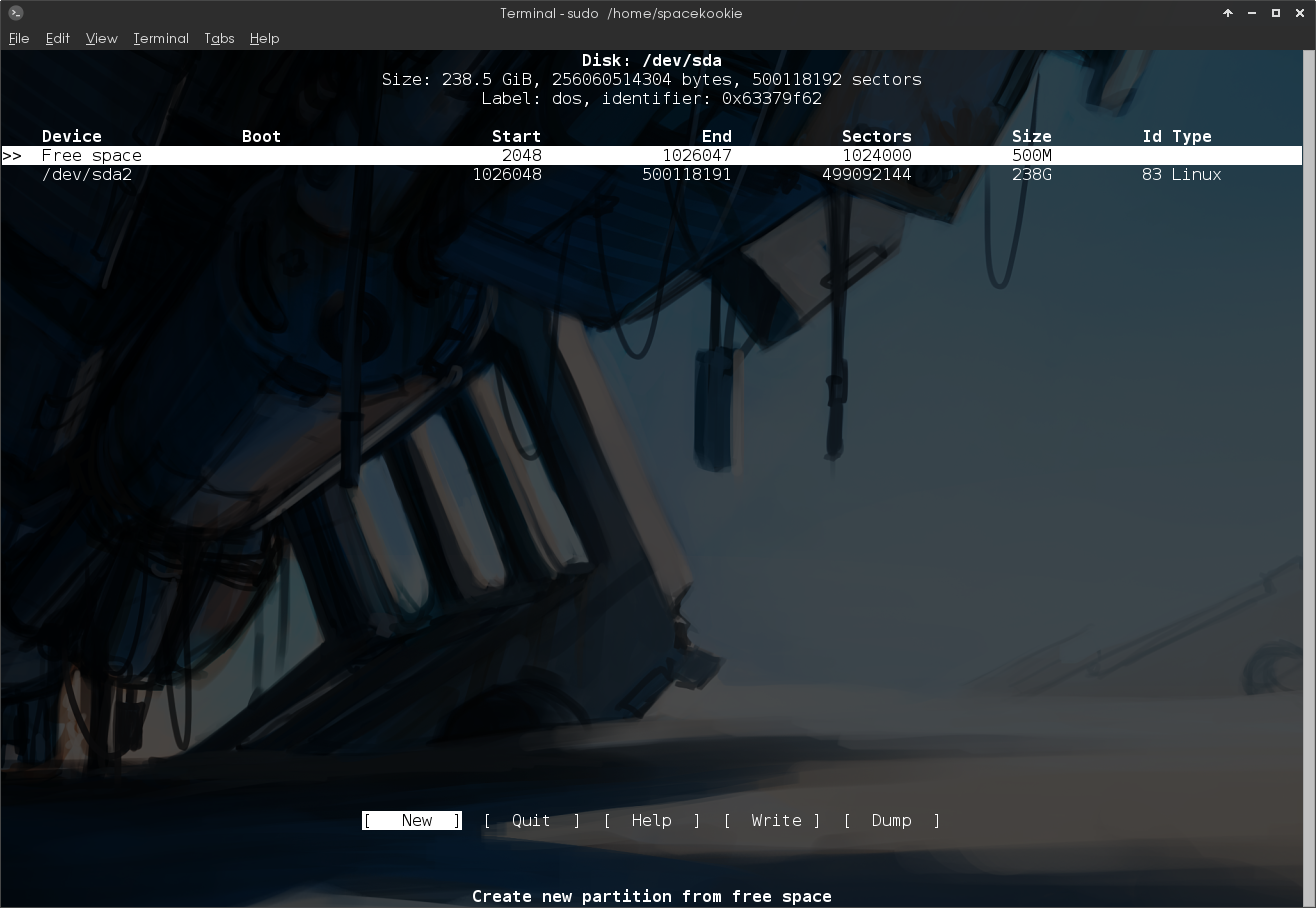 Terminal - sudo /home/spacekookie
File Edit View Terminal Tabs Help
Disk: /dev/sda
Size: 238.5 GiB, 256060514304 bytes, 500118192 sectors
Label: dos, identifier: 0x63379f62
Device Boot Start End Sectors Size Id Type
>> Free space 2048 1026047 1024000 500M
/dev/sda2 1026048 500118191 499092144 238G 83 Linux
[ New ] [ Quit ] [ Help ] [ Write ] [ Dump ]
Create new partition from free space